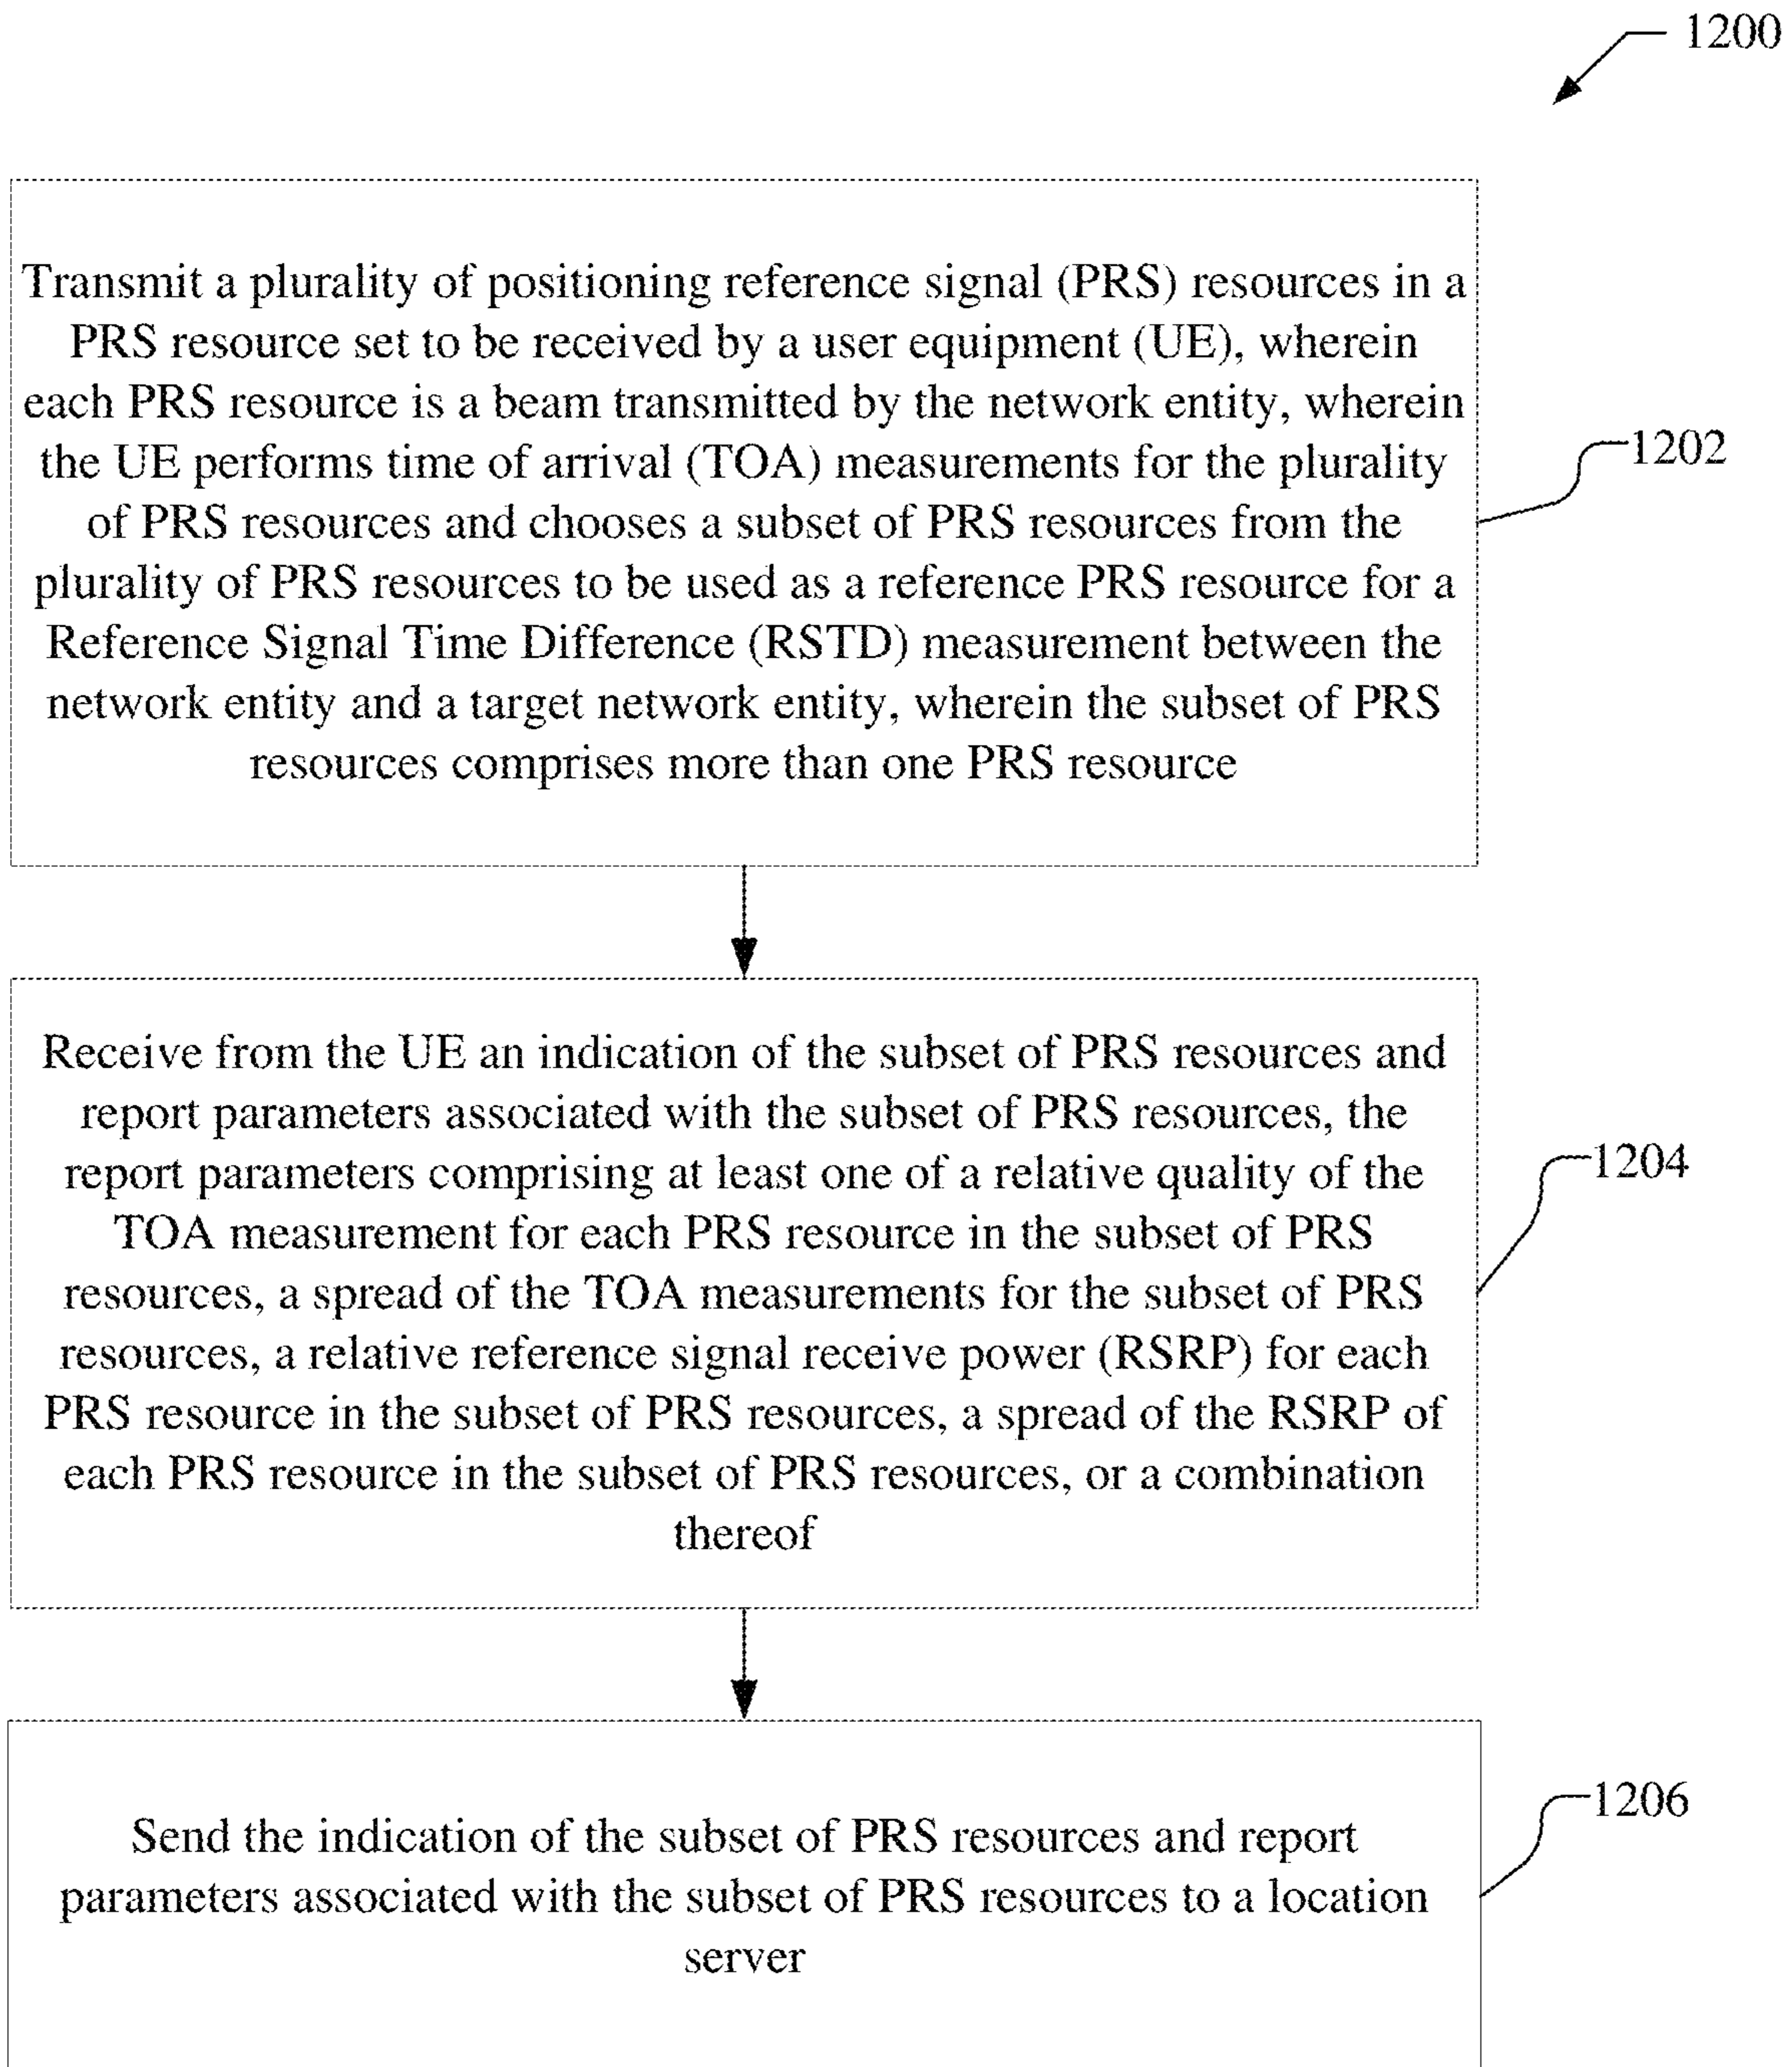 1200
Transmit a plurality of positioning reference signal (PRS) resources in a
PRS resource set to be received by a user equipment (UE), wherein
each PRS resource is a beam transmitted by the network entity, wherein
the UE performs time of arrival (TOA) measurements for the plurality
of PRS resources and chooses a subset of PRS resources from the
plurality of PRS resources to be used as a reference PRS resource for a
Reference Signal Time Difference (RSTD) measurement between the
network entity and a target network entity, wherein the subset of PRS
resources comprises more than one PRS resource
1202
Receive from the UE an indication of the subset of PRS resources and
report parameters associated with the subset of PRS resources, the
report parameters comprising at least one of a relative quality of the
TOA measurement for each PRS resource in the subset of PRS
resources, a spread of the TOA measurements for the subset of PRS
resources, a relative reference signal receive power (RSRP) for each
PRS resource in the subset of PRS resources, a spread of the RSRP of
each PRS resource in the subset of PRS resources, or a combination
thereof
1204
Send the indication of the subset of PRS resources and report
parameters associated with the subset of PRS resources to a location
server
1206